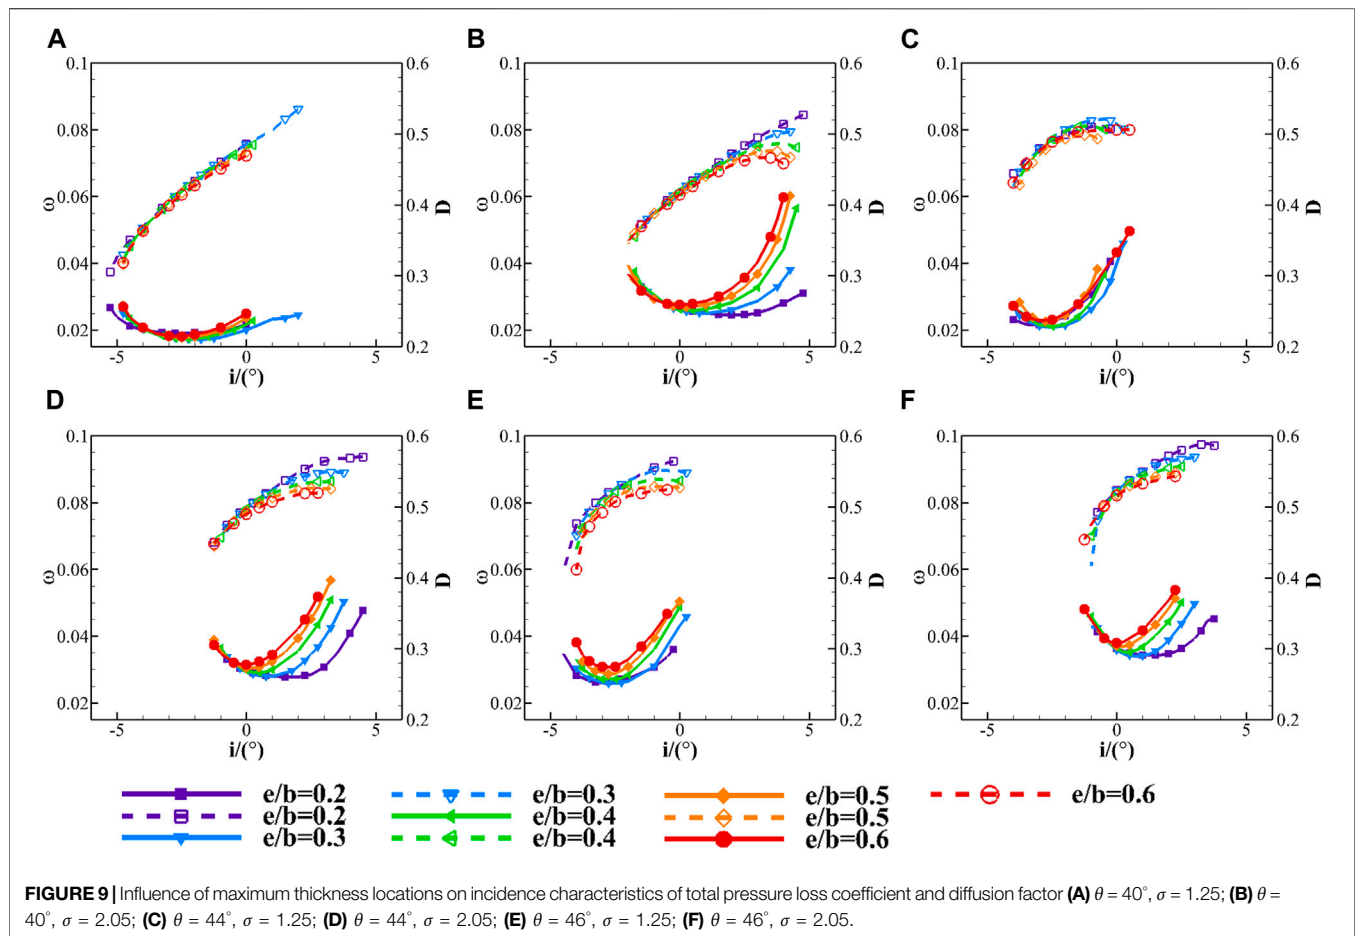 A
B
C
0.1
0.08
0.06
0.04
0.02
ω
0.6
0.5
0.4
0.3
0.2
D
-5
0
5
i/(°)
0.1
0.08
0.06
0.04
0.02
ω
0.6
0.5
0.4
0.3
0.2
D
-5
0
5
i/(°)
0.1
0.08
0.06
0.04
0.02
ω
0.6
0.5
0.4
0.3
0.2
D
-5
0
5
i/(°)
D
E
F
0.1
0.08
0.06
0.04
0.02
ω
0.6
0.5
0.4
0.3
0.2
D
-5
0
5
i/(°)
0.1
0.08
0.06
0.04
0.02
ω
0.6
0.5
0.4
0.3
0.2
D
-5
0
5
i/(°)
0.1
0.08
0.06
0.04
0.02
ω
0.6
0.5
0.4
0.3
0.2
D
-5
0
5
i/(°)
e/b=0.2
e/b=0.2
e/b=0.3
e/b=0.3
e/b=0.4
e/b=0.4
e/b=0.5
e/b=0.5
e/b=0.6
e/b=0.6
FIGURE 9 | Influence of maximum thickness locations on incidence characteristics of total pressure loss coefficient and diffusion factor (A) θ = 40°, σ = 1.25; (B) θ =
40°, σ = 2.05; (C) θ = 44°, σ = 1.25; (D) θ = 44°, σ = 2.05; (E) θ = 46°, σ = 1.25; (F) θ = 46°, σ = 2.05.